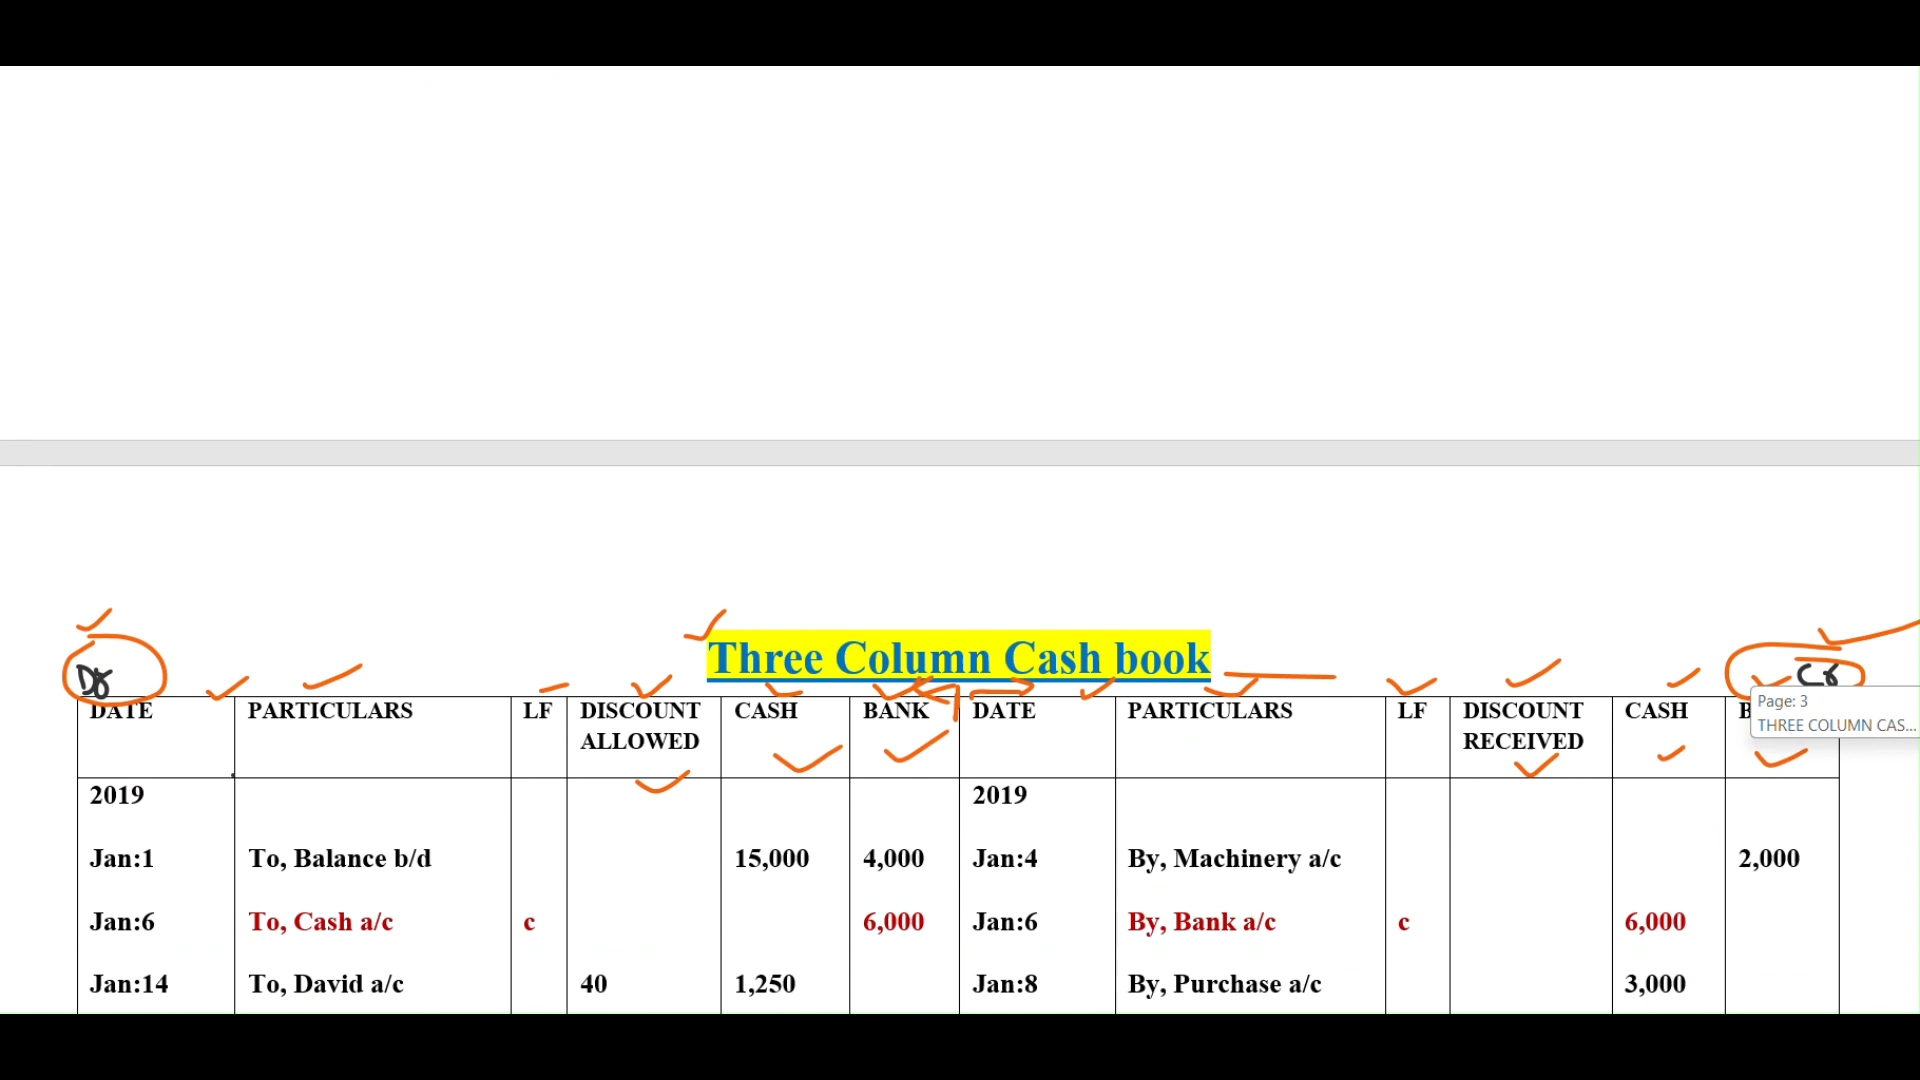 Three Column Cash book
Dr Cr
Page: 3
THREE COLUMN CAS...
DATE PARTICULARS LF DISCOUNT ALLOWED CASH BANK DATE PARTICULARS LF DISCOUNT RECEIVED CASH B
2019 2019
Jan:1 To, Balance b/d 15,000 4,000 Jan:4 By, Machinery a/c 2,000
Jan:6 To, Cash a/c c 6,000 Jan:6 By, Bank a/c c 6,000
Jan:14 To, David a/c 40 1,250 Jan:8 By, Purchase a/c 3,000